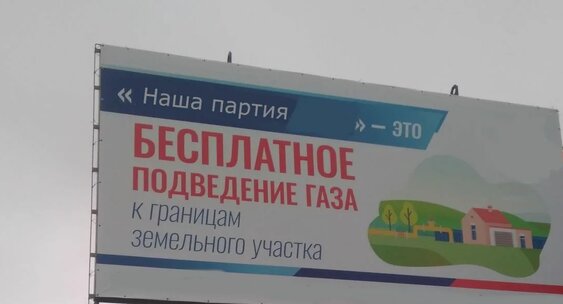 « Наша партия » — ЭТО
БЕСПЛАТНОЕ
ПОДВЕДЕНИЕ ГАЗА
к границам
земельного участка